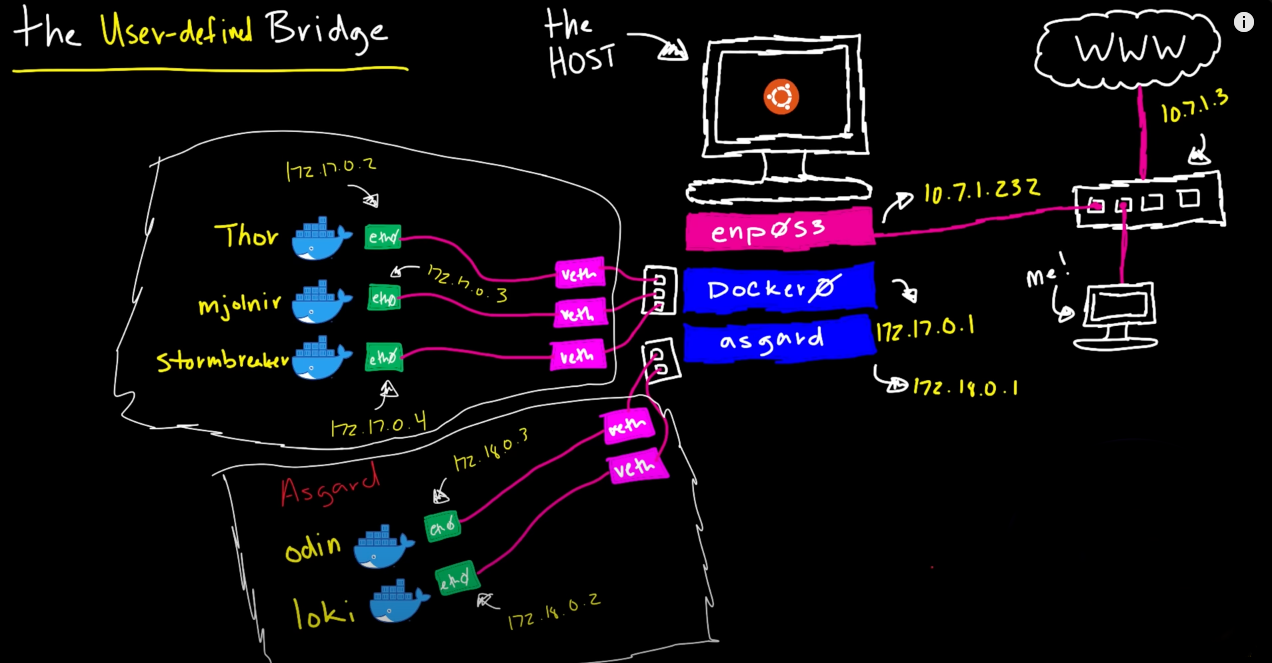 the User-defined Bridge
the
HOST
WWW
10.7.1.3
172.17.0.2
10.7.1.232
enp0s3
Thor
eth0
veth
172.17.0.3
DOCKER0
me!
mjolnir
eth0
veth
172.17.0.1
asgard
stormbreaker
eth0
veth
172.18.0.1
172.17.0.4
veth
172.18.0.3
veth
Asgard
odin
eth0
loki
eth0
172.18.0.2
i